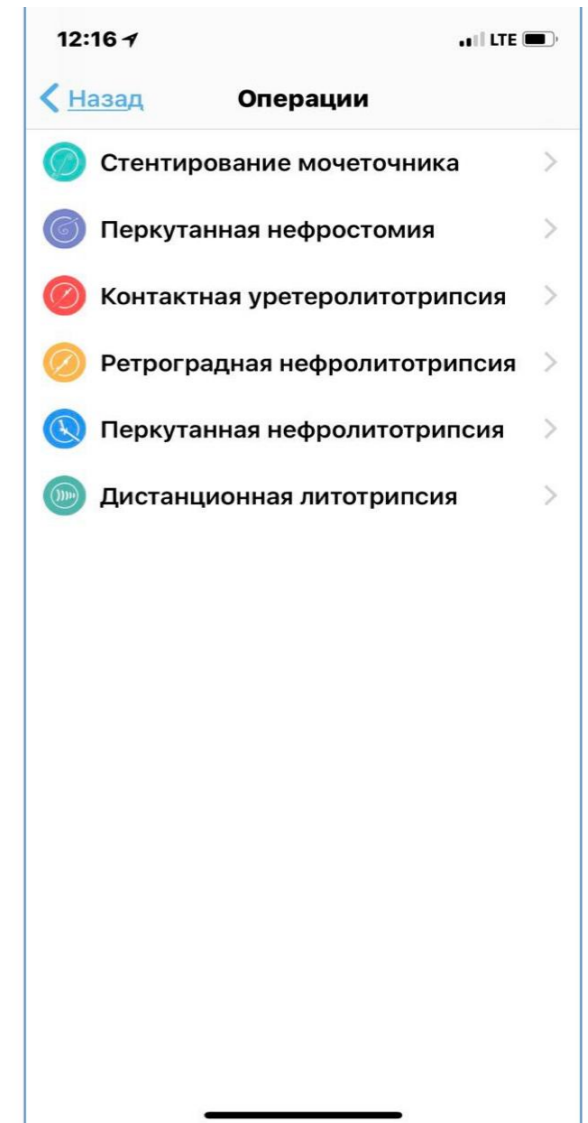 12:16 LTE
Назад Операции
Стентирование мочеточника
Перкутанная нефростомия
Контактная уретеролитотрипсия
Ретроградная нефролитотрипсия
Перкутанная нефролитотрипсия
Дистанционная литотрипсия